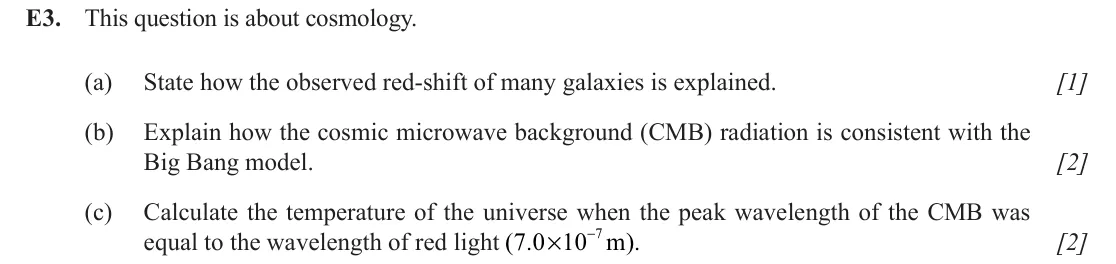 E3. This question is about cosmology.
(a) State how the observed red-shift of many galaxies is explained. [1]
(b) Explain how the cosmic microwave background (CMB) radiation is consistent with the
Big Bang model. [2]
(c) Calculate the temperature of the universe when the peak wavelength of the CMB was
equal to the wavelength of red light (7.0×10⁻⁷ m). [2]